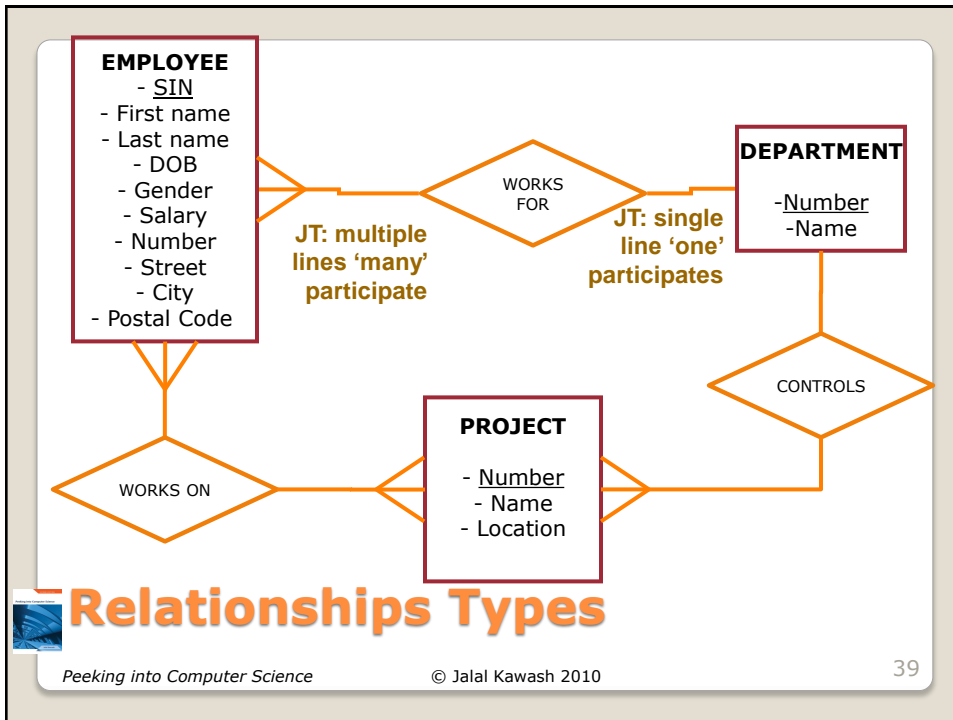 EMPLOYEE
- SIN
- First name
- Last name
- DOB
- Gender
- Salary
- Number
- Street
- City
- Postal Code
WORKS
FOR
DEPARTMENT
-Number
-Name
JT: multiple
lines ‘many’
participate
JT: single
line ‘one’
participates
CONTROLS
PROJECT
- Number
- Name
- Location
WORKS ON
Relationships Types
Peeking into Computer Science
© Jalal Kawash 2010
39